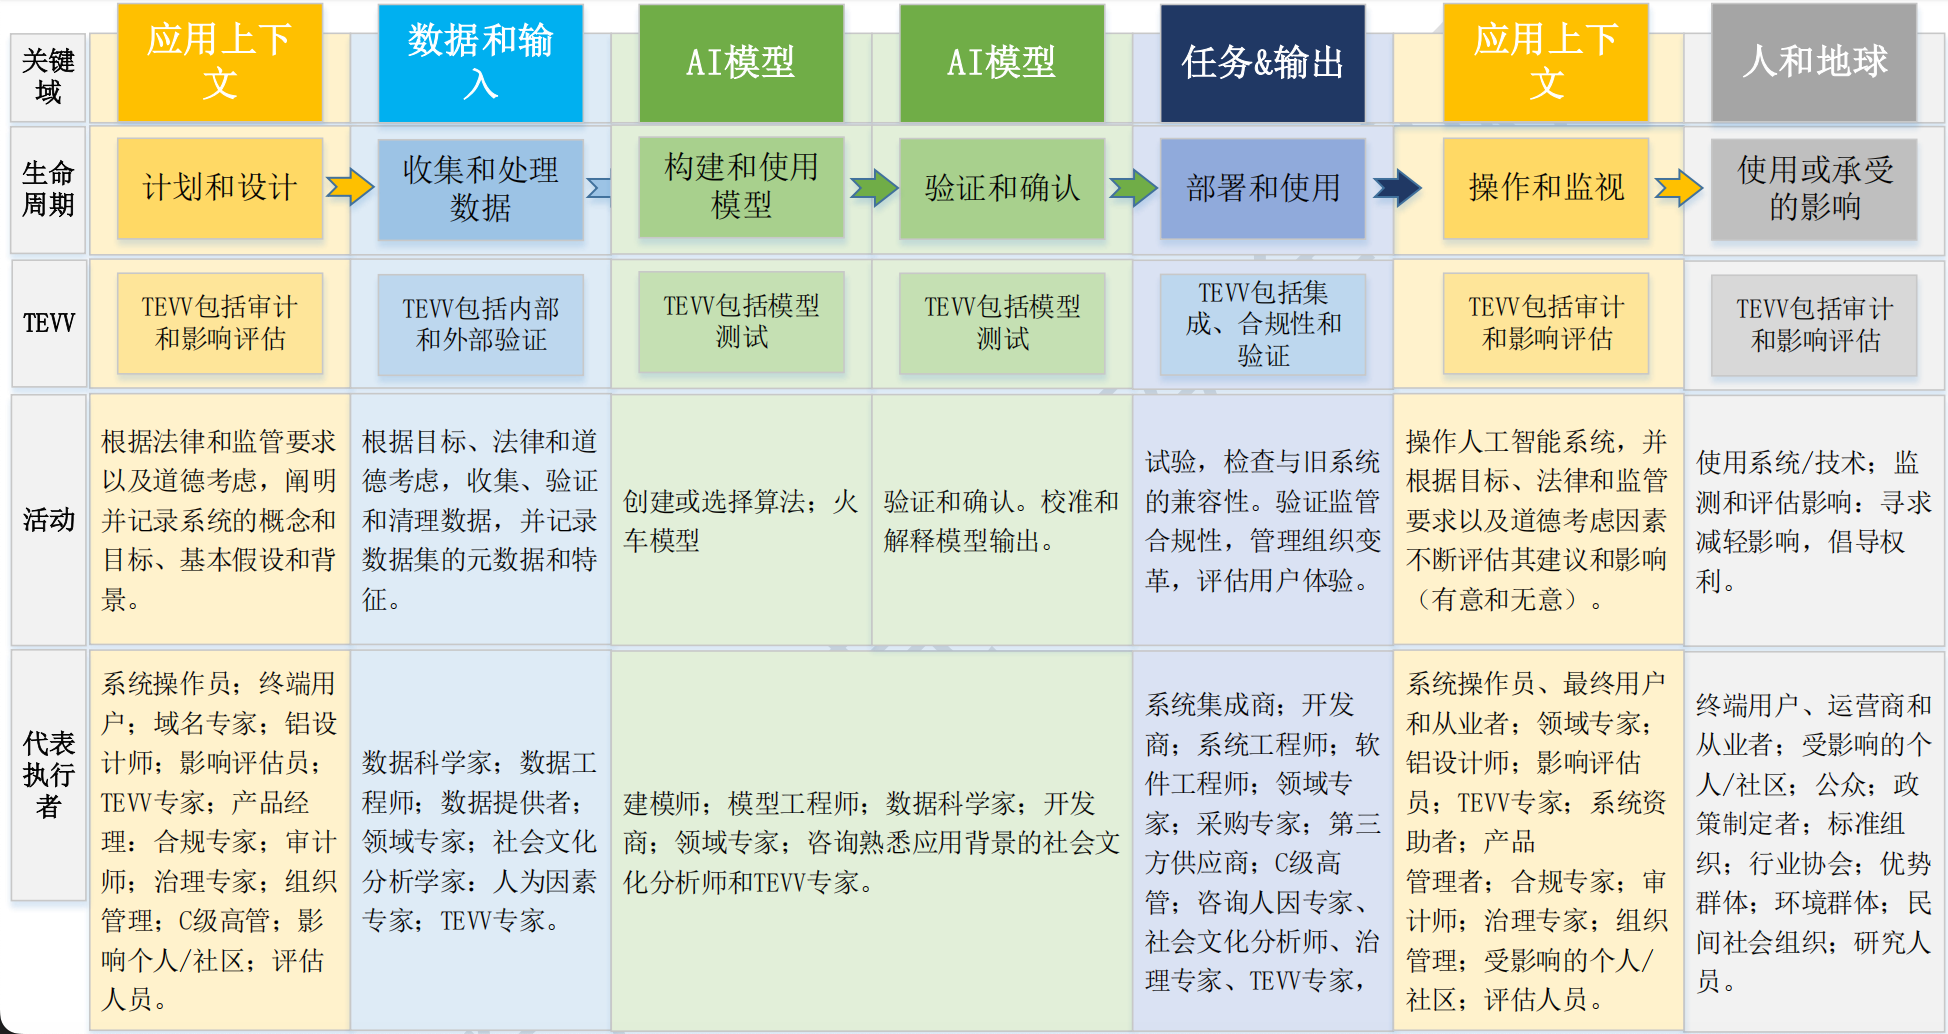 关键
域
应用上下
文
数据和输
入
AI模型
AI模型
任务&输出
应用上下
文
人和地球
生命
周期
计划和设计
收集和处理
数据
构建和使用
模型
验证和确认
部署和使用
操作和监视
使用或承受
的影响
TEVV
TEVV包括审计
和影响评估
TEVV包括内部
和外部验证
TEVV包括模型
测试
TEVV包括模型
测试
TEVV包括集
成、合规性和
验证
TEVV包括审计
和影响评估
TEVV包括审计
和影响评估
活动
根据法律和监管要求
以及道德考虑，阐明
并记录系统的概念和
目标、基本假设和背
景。
根据目标、法律和道
德考虑，收集、验证
和清理数据，并记录
数据集的元数据和特
征。
创建或选择算法；火
车模型
验证和确认。校准和
解释模型输出。
试验，检查与旧系统
的兼容性。验证监管
合规性，管理组织变
革，评估用户体验。
操作人工智能系统，并
根据目标、法律和监管
要求以及道德考虑因素
不断评估其建议和影响
（有意和无意）。
使用系统/技术；监
测和评估影响：寻求
减轻影响，倡导权
利。
代表
执行
者
系统操作员；终端用
户；域名专家；铝设
计师；影响评估员；
TEVV专家；产品经
理：合规专家；审计
师；治理专家；组织
管理；C级高管；影
响个人/社区；评估
人员。
数据科学家；数据工
程师；数据提供者；
领域专家；社会文化
分析学家：人为因素
专家；TEVV专家。
建模师；模型工程师；数据科学家；开发
商；领域专家；咨询熟悉应用背景的社会文
化分析师和TEVV专家。
系统集成商；开发
商；系统工程师；软
件工程师；领域专
家；采购专家；第三
方供应商；C级高
管；咨询人因专家、
社会文化分析师、治
理专家、TEVV专家，
系统操作员、最终用户
和从业者；领域专家；
铝设计师；影响评估
员；TEVV专家；系统资
助者；产品
管理者；合规专家；审
计师；治理专家；组织
管理；受影响的个人/
社区；评估人员。
终端用户、运营商和
从业者；受影响的个
人/社区；公众；政
策制定者；标准组
织；行业协会；优势
群体；环境群体；民
间社会组织；研究人
员。